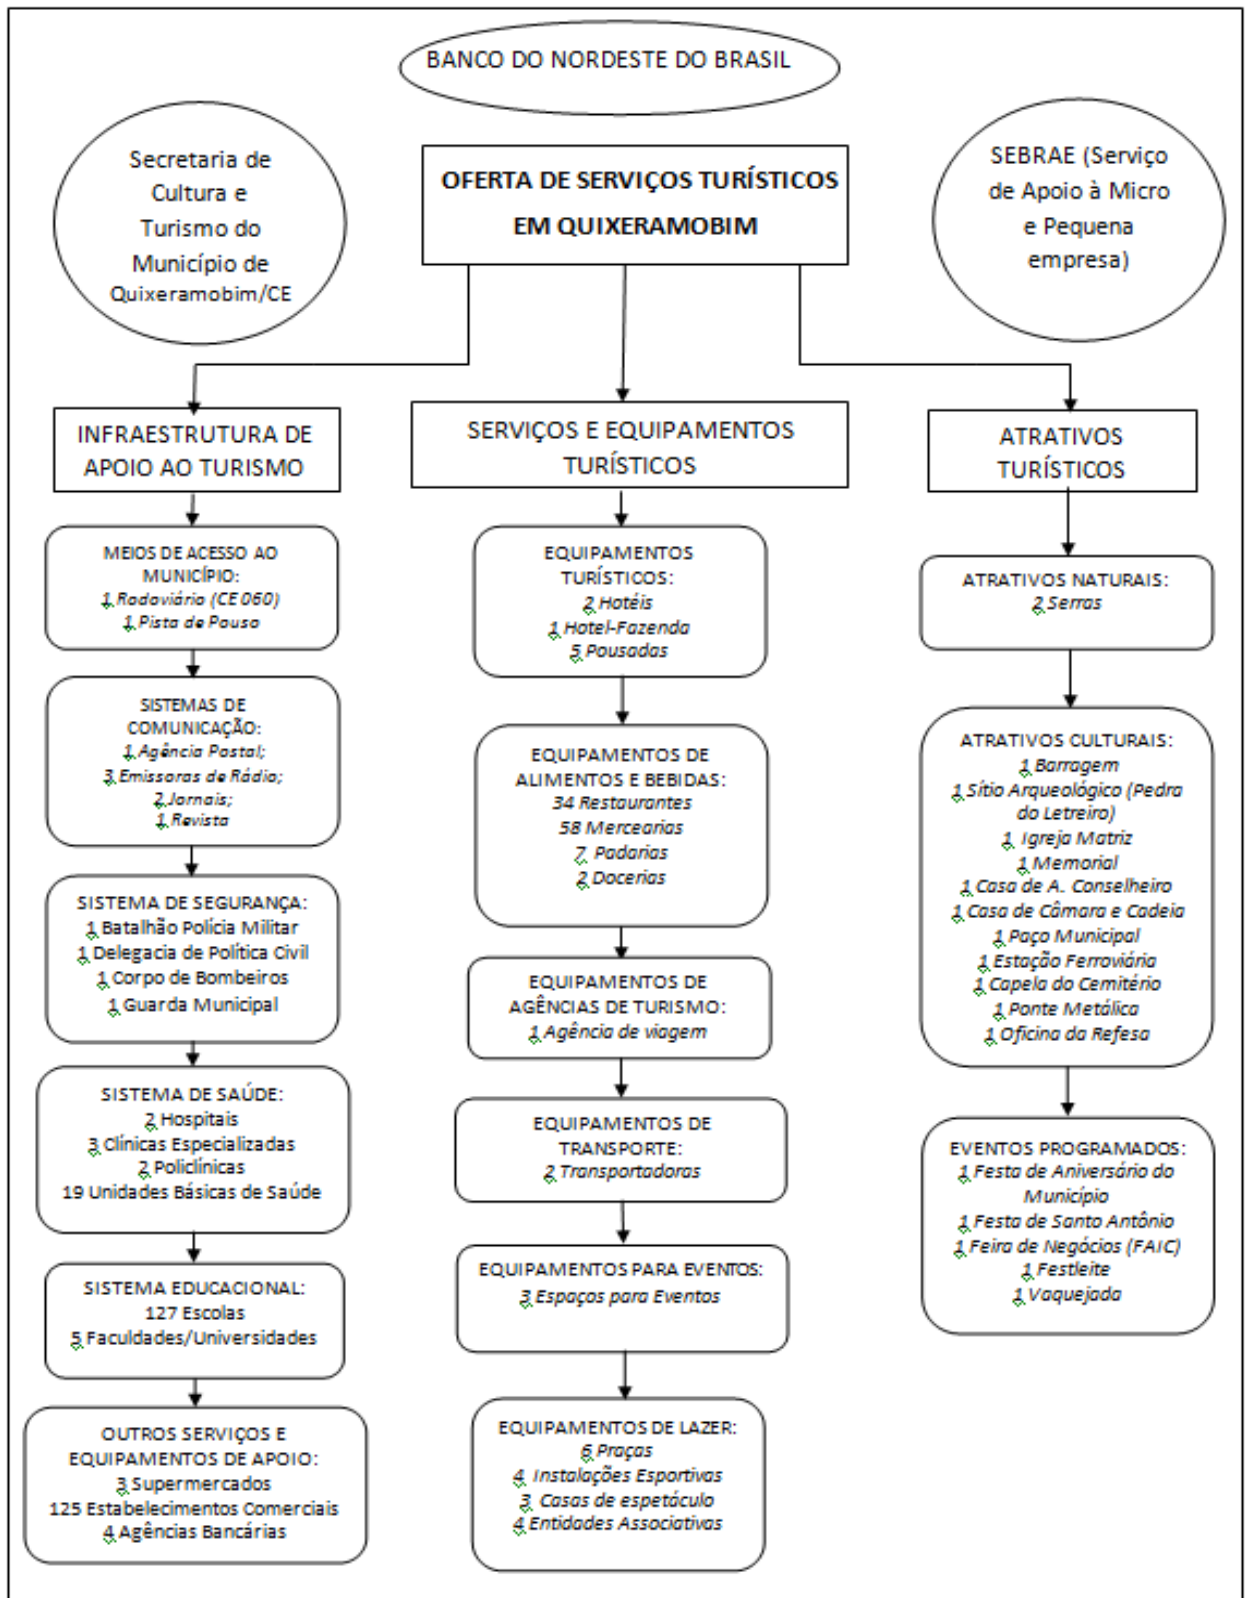 BANCO DO NORDESTE DO BRASIL
Secretaria de
Cultura e
Turismo do
Município de
Quixeramobim/CE
OFERTA DE SERVIÇOS TURÍSTICOS
EM QUIXERAMOBIM
SEBRAE (Serviço
de Apoio à Micro
e Pequena
empresa)
INFRAESTRUTURA DE
APOIO AO TURISMO
MEIOS DE ACESSO AO
MUNICÍPIO:
1 Rodoviário (CE 060)
1 Pista de Pouso
SISTEMAS DE
COMUNICAÇÃO:
1 Agência Postal;
3 Emissoras de Rádio;
2 Jornais;
1 Revista
SISTEMA DE SEGURANÇA:
1 Batalhão Polícia Militar
1 Delegacia de Política Civil
1 Corpo de Bombeiros
1 Guarda Municipal
SISTEMA DE SAÚDE:
2 Hospitais
3 Clínicas Especializadas
2 Policlínicas
19 Unidades Básicas de Saúde
SISTEMA EDUCACIONAL:
127 Escolas
5 Faculdades/Universidades
OUTROS SERVIÇOS E
EQUIPAMENTOS DE APOIO:
3 Supermercados
125 Estabelecimentos Comerciais
4 Agências Bancárias
SERVIÇOS E EQUIPAMENTOS
TURÍSTICOS
EQUIPAMENTOS
TURÍSTICOS:
2 Hotéis
1 Hotel-Fazenda
5 Pousadas
EQUIPAMENTOS DE
ALIMENTOS E BEBIDAS:
34 Restaurantes
58 Mercearias
7 Padarias
2 Docerias
EQUIPAMENTOS DE
AGÊNCIAS DE TURISMO:
1 Agência de viagem
EQUIPAMENTOS DE
TRANSPORTE:
2 Transportadoras
EQUIPAMENTOS PARA EVENTOS:
3 Espaços para Eventos
EQUIPAMENTOS DE LAZER:
6 Praças
4 Instalações Esportivas
3 Casas de espetáculo
4 Entidades Associativas
ATRATIVOS
TURÍSTICOS
ATRATIVOS NATURAIS:
2 Serras
ATRATIVOS CULTURAIS:
1 Barragem
1 Sítio Arqueológico (Pedra
do Letreiro)
1 Igreja Matriz
1 Memorial
1 Casa de A. Conselheiro
1 Casa de Câmara e Cadeia
1 Paço Municipal
1 Estação Ferroviária
1 Capela do Cemitério
1 Ponte Metálica
1 Oficina da Refesa
EVENTOS PROGRAMADOS:
1 Festa de Aniversário do
Município
1 Festa de Santo Antônio
1 Feira de Negócios (FAIC)
1 Festleite
1 Vaquejada